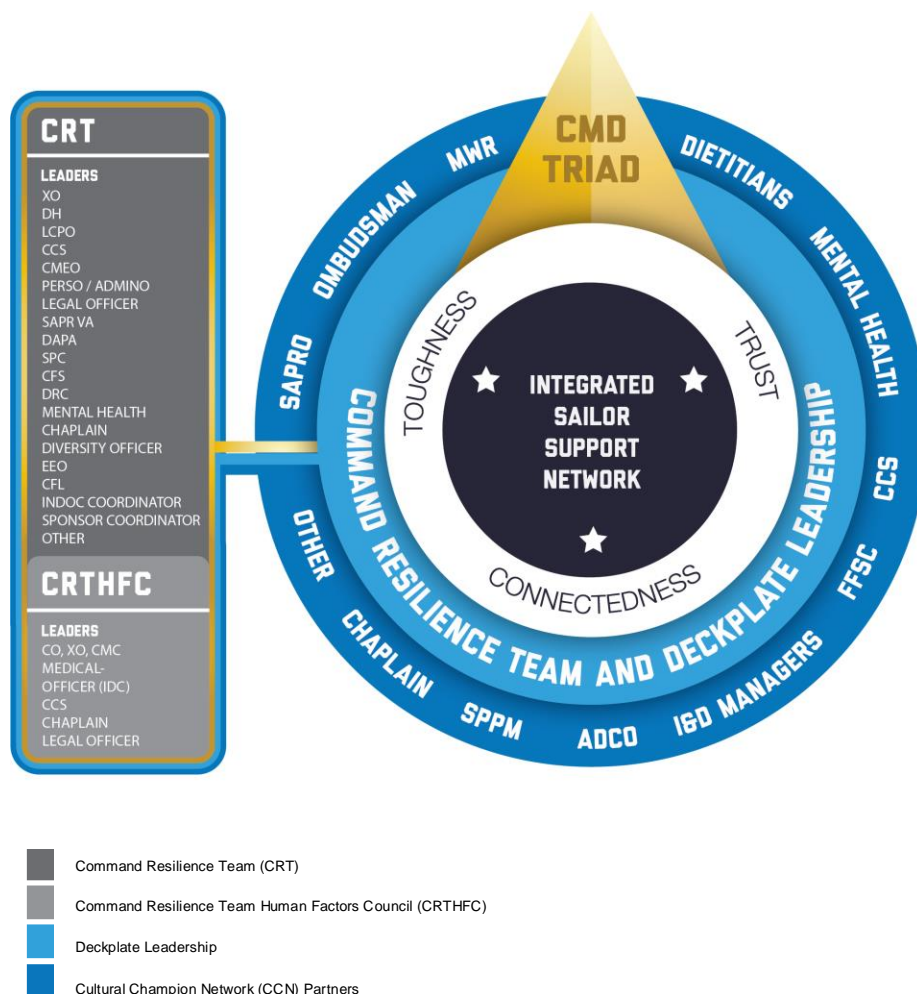 CRT
LEADERS
XO
DH
LCPO
CCS
CMEO
PERSO / ADMINO
LEGAL OFFICER
SAPR VA
DAPA
SPC
CFS
DRC
MENTAL HEALTH
CHAPLAIN
DIVERSITY OFFICER
EEO
CFL
INDOC COORDINATOR
SPONSOR COORDINATOR
OTHER
CRTHFC
LEADERS
CO, XO, CMC
MEDICAL-
OFFICER (IDC)
CCS
CHAPLAIN
LEGAL OFFICER
CMD
TRIAD
DIETITIANS
MENTAL HEALTH
CCS
FFSC
I&D MANAGERS
ADCO
SPPM
CHAPLAIN
OTHER
SAPRO
OMBUDSMAN
MWR
COMMAND RESILIENCE TEAM AND DECKPLATE LEADERSHIP
TOUGHNESS
TRUST
CONNECTEDNESS
INTEGRATED
SAILOR
SUPPORT
NETWORK
Command Resilience Team (CRT)
Command Resilience Team Human Factors Council (CRTHFC)
Deckplate Leadership
Cultural Champion Network (CCN) Partners